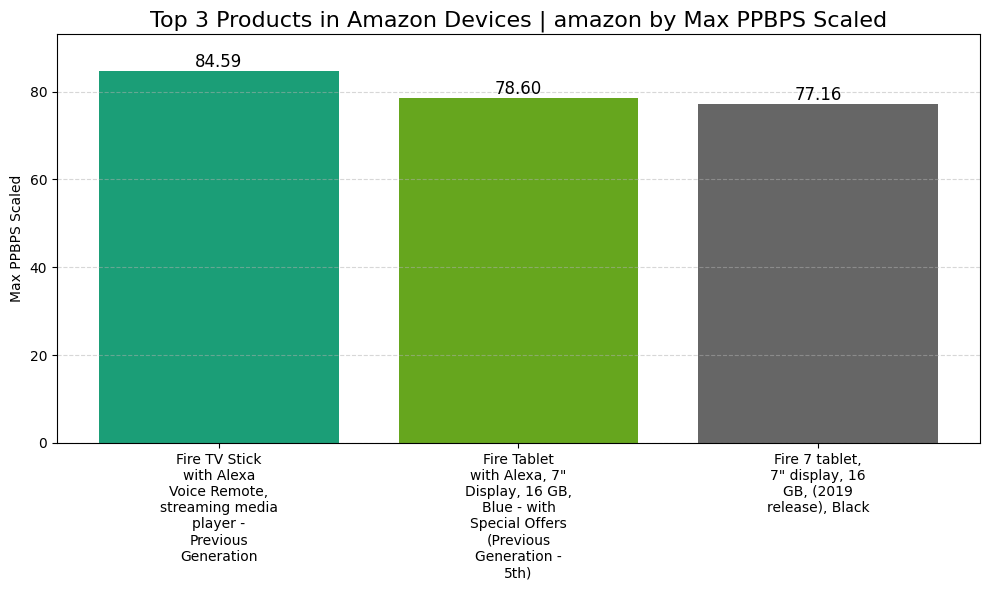 Top 3 Products in Amazon Devices | amazon by Max PPBPS Scaled
Max PPBPS Scaled
80
60
40
20
0
84.59
78.60
77.16
Fire TV Stick
with Alexa
Voice Remote,
streaming media
player -
Previous
Generation
Fire Tablet
with Alexa, 7"
Display, 16 GB,
Blue - with
Special Offers
(Previous
Generation -
5th)
Fire 7 tablet,
7" display, 16
GB, (2019
release), Black